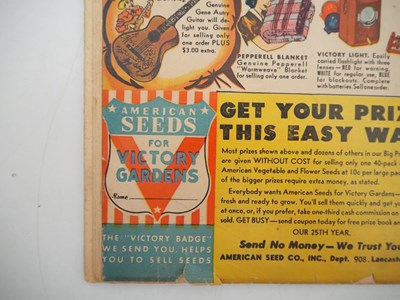 Genuine
Gene Autry
Guitar will de-
light you. Given
for selling only
one order PLUS
$3.00 extra.
PEPPERELL BLANKET
Genuine Pepperell
"Warmweave" Blanket
for selling only one order.
VICTORY LIGHT. Easily
carried flashlight with three
lenses—RED for warning,
WHITE for regular use, BLUE
for blackouts. Complete
with batteries. Sell one order.
AMERICAN
SEEDS
FOR
VICTORY
GARDENS
Name
THE "VICTORY BADGE"
WE SEND YOU, HELPS
YOU TO SELL SEEDS
GET YOUR PRIZ
THIS EASY WA
Most prizes shown above and dozens of others in our Big Pri
are given WITHOUT COST for selling only one 40-pack
American Vegetable and Flower Seeds at 10c per large pack
of the bigger prizes require extra money, as stated.
Everybody wants American Seeds for Victory Gardens—
fresh and ready to grow. You'll sell them quickly and get yo
at once, or, if you prefer, take one-third cash commission on
sold. GET BUSY—send coupon today for free prize book and
OUR 25TH YEAR.
Send No Money— We Trust You
AMERICAN SEED CO., INC., Dept. 909, Lancast